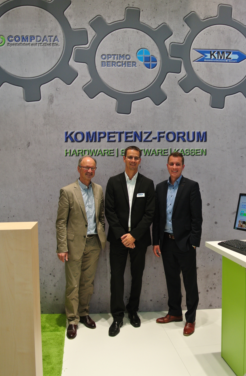 COMPDATA
OPTIMO
BERCHER
KMZ
KOMPETENZ-FORUM
HARDWARE | SOFTWARE | KASSEN